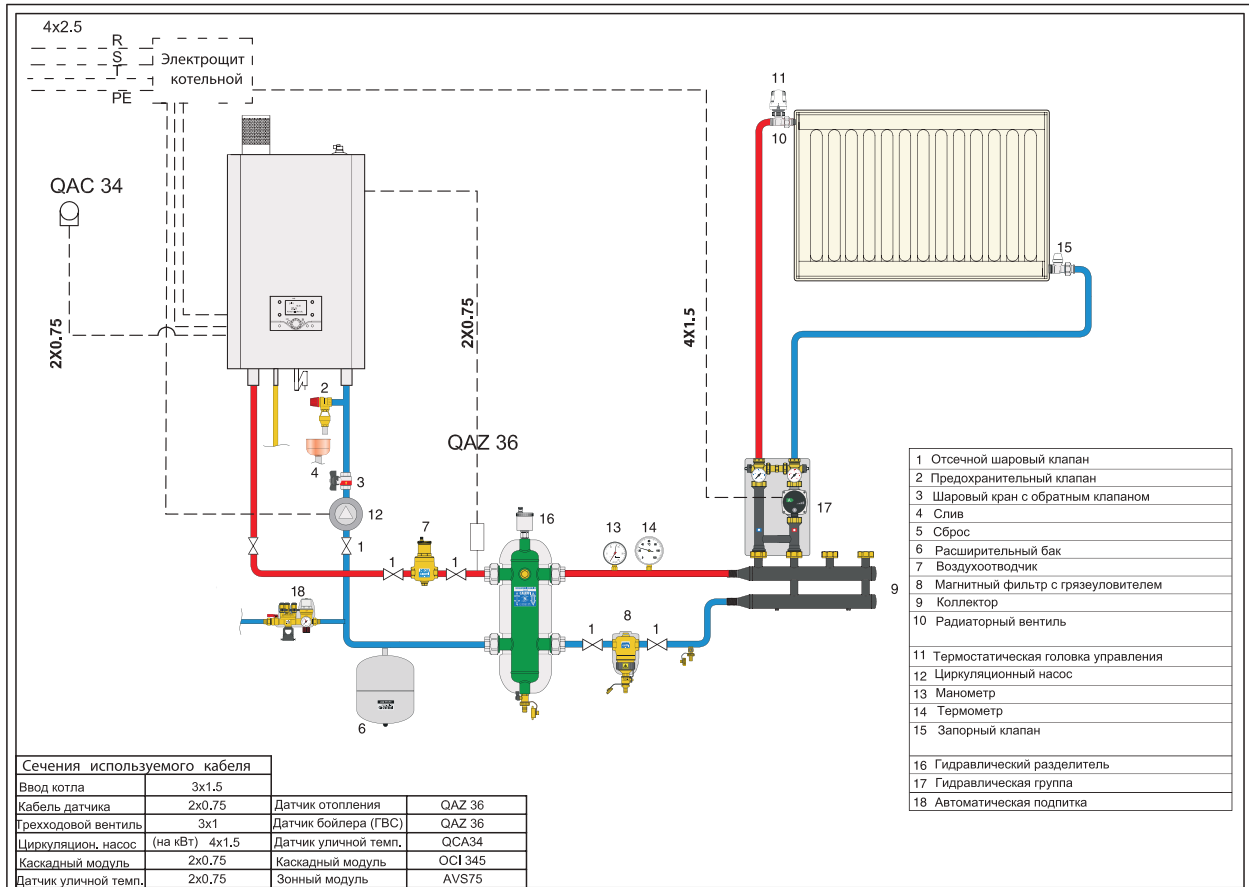 4x2.5
R
S
T
PE
Электрощит
котельной
QAC 34
2X0.75
2X0.75
4X1.5
QAZ 36
11
10
15
2
4
3
12
1
7
1
1
16
13
14
17
9
18
6
1
8
1
1 Отсечной шаровый клапан
2 Предохранительный клапан
3 Шаровый кран с обратным клапаном
4 Слив
5 Сброс
6 Расширительный бак
7 Воздухоотводчик
8 Магнитный фильтр с грязеуловителем
9 Коллектор
10 Радиаторный вентиль
11 Термостатическая головка управления
12 Циркуляционный насос
13 Манометр
14 Термометр
15 Запорный клапан
16 Гидравлический разделитель
17 Гидравлическая группа
18 Автоматическая подпитка
Сечения используемого кабеля
Ввод котла 3x1.5
Кабель датчика 2x0.75 Датчик отопления QAZ 36
Трехходовой вентиль 3x1 Датчик бойлера (ГВС) QAZ 36
Циркуляцион. насос (на кВт) 4x1.5 Датчик уличной темп. QCA34
Каскадный модуль 2x0.75 Каскадный модуль OCI 345
Датчик уличной темп. 2x0.75 Зонный модуль AVS75